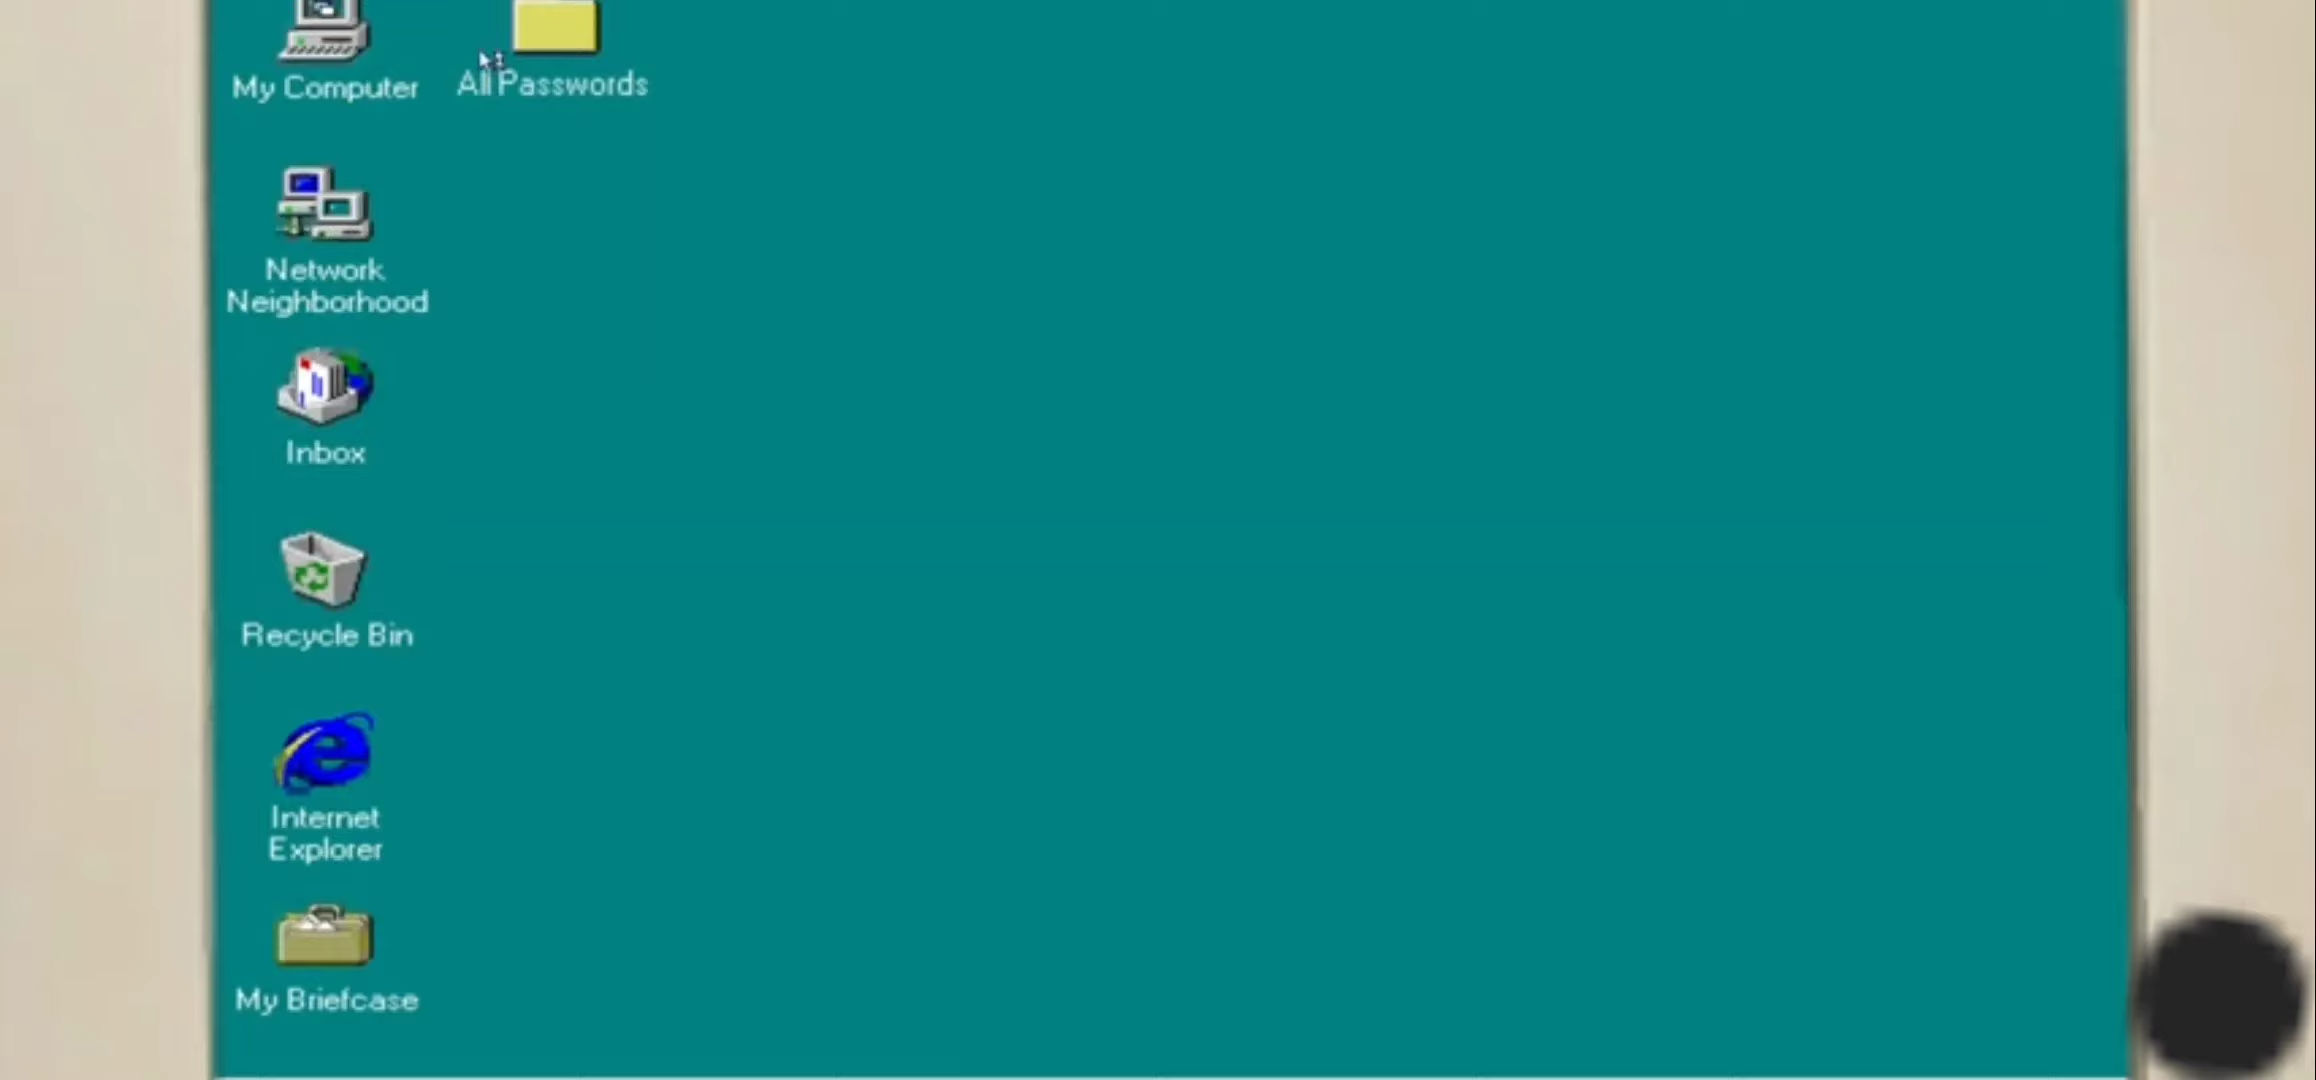 My Computer
All Passwords
Network
Neighborhood
Inbox
Recycle Bin
Internet
Explorer
My Briefcase